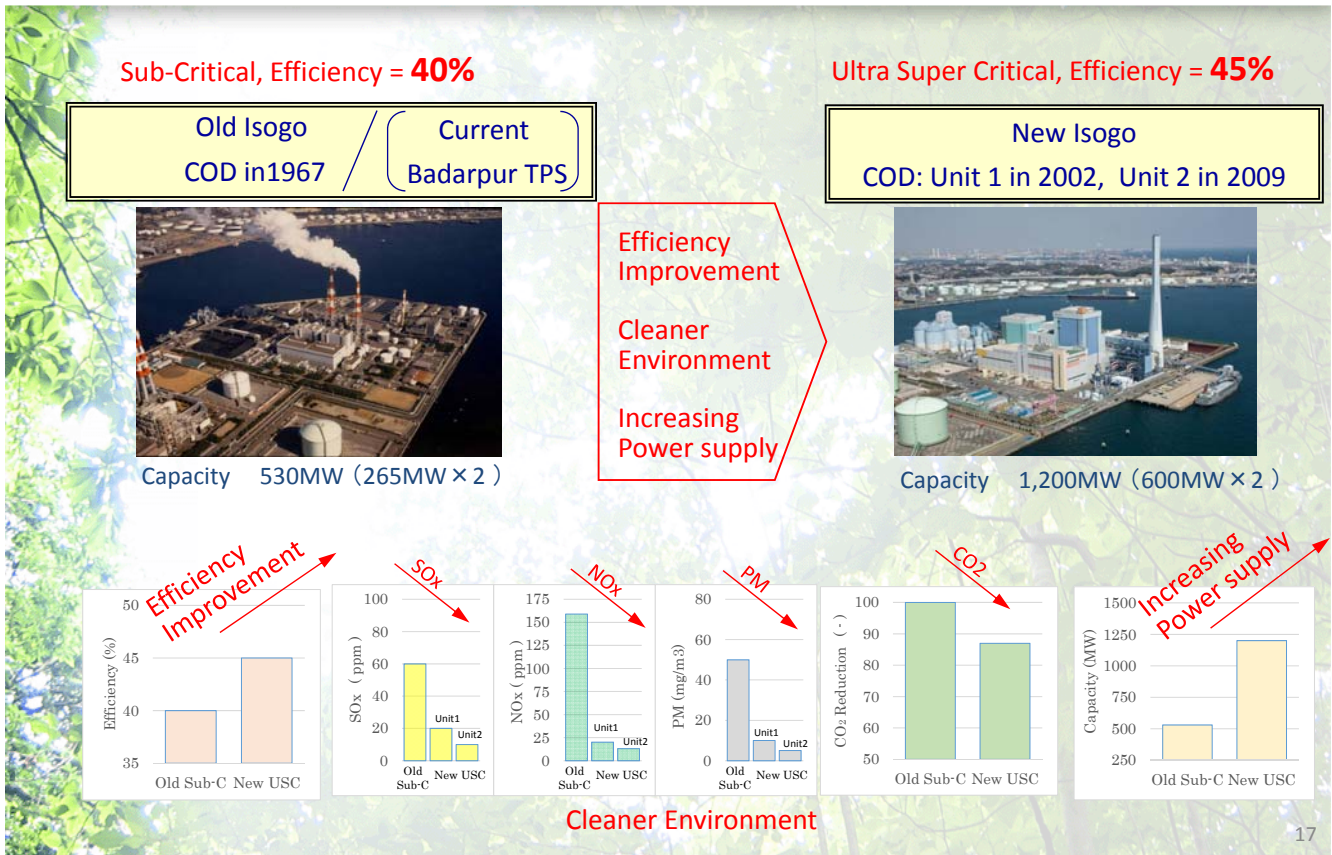 Sub-Critical, Efficiency = 40%
Ultra Super Critical, Efficiency = 45%
Old Isogo
COD in1967
Current
Badarpur TPS
New Isogo
COD: Unit 1 in 2002, Unit 2 in 2009
Efficiency
Improvement
Cleaner
Environment
Increasing
Power supply
Capacity 530MW（265MW×2）
Capacity 1,200MW（600MW×2）
Efficiency
Improvement
50
45
40
35
Efficiency (%)
Old Sub-C New USC
SOx
100
80
60
40
20
0
SOx ( ppm)
Unit1
Unit2
Old
Sub-C
New USC
NOx
175
150
125
100
75
50
25
0
NOx ( ppm)
Unit1
Unit2
Old
Sub-C
New USC
PM
80
60
40
20
0
PM (mg/m3)
Unit1
Unit2
Old
Sub-C
New USC
CO2
100
90
80
70
60
50
CO₂ Reduction (-)
Old Sub-C New USC
Increasing
Power supply
1500
1250
1000
750
500
250
Capacity (MW)
Old Sub-C New USC
Cleaner Environment
17